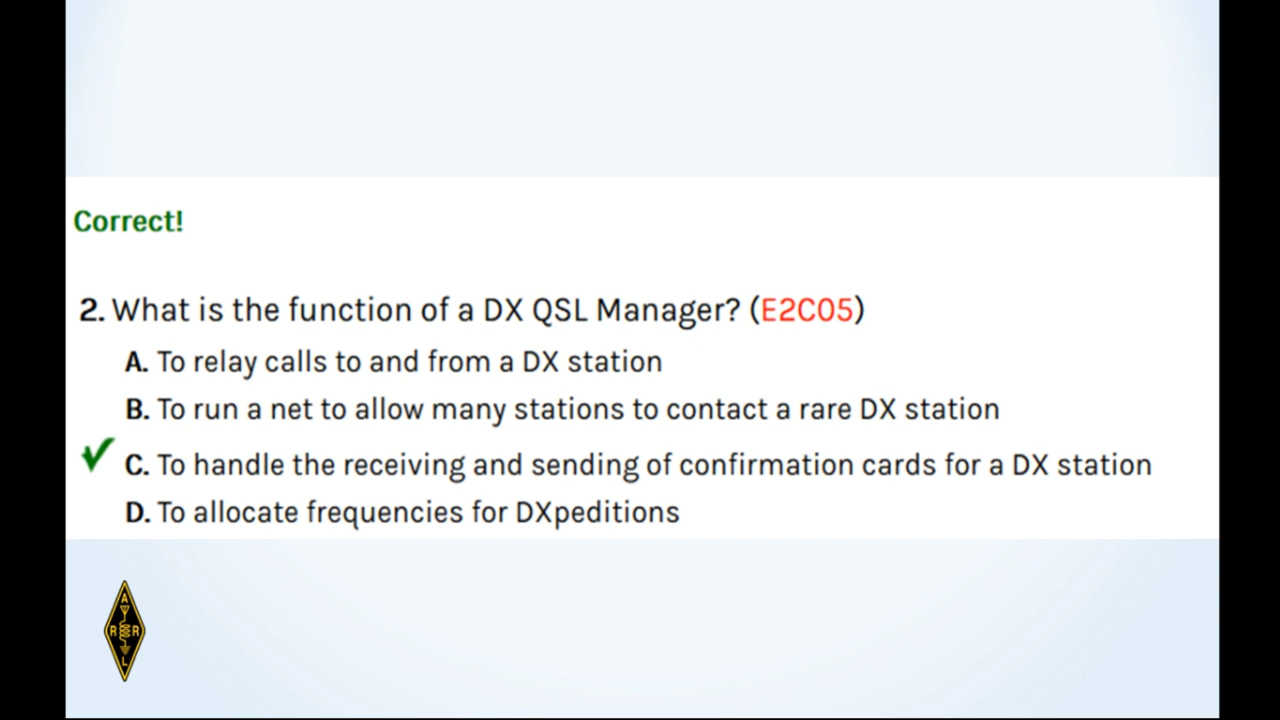 Correct!
2. What is the function of a DX QSL Manager? (E2C05)
A. To relay calls to and from a DX station
B. To run a net to allow many stations to contact a rare DX station
C. To handle the receiving and sending of confirmation cards for a DX station
D. To allocate frequencies for DXpeditions
A
R R
L